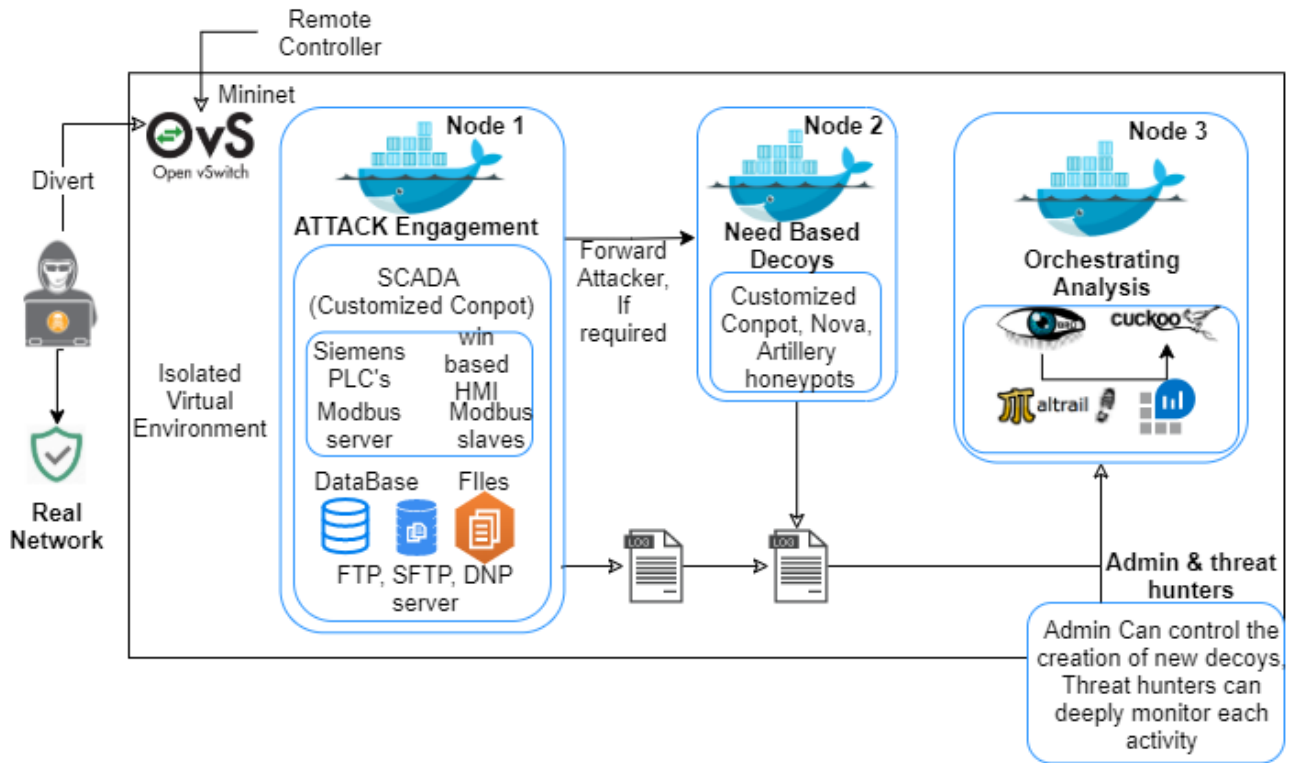 Remote
Controller
Mininet
OvS
Open vSwitch
Divert
Real
Network
Isolated
Virtual
Environment
Node 1
ATTACK Engagement
SCADA
(Customized Conpot)
Siemens
PLC's
win
based
HMI
Modbus
server
Modbus
slaves
DataBase
FIles
FTP, SFTP, DNP
server
Forward
Attacker,
If
required
Node 2
Need Based
Decoys
Customized
Conpot, Nova,
Artillery
honeypots
LOG
LOG
Node 3
Orchestrating
Analysis
cuckoo
altrail
Admin & threat
hunters
Admin Can control the
creation of new decoys,
Threat hunters can
deeply monitor each
activity